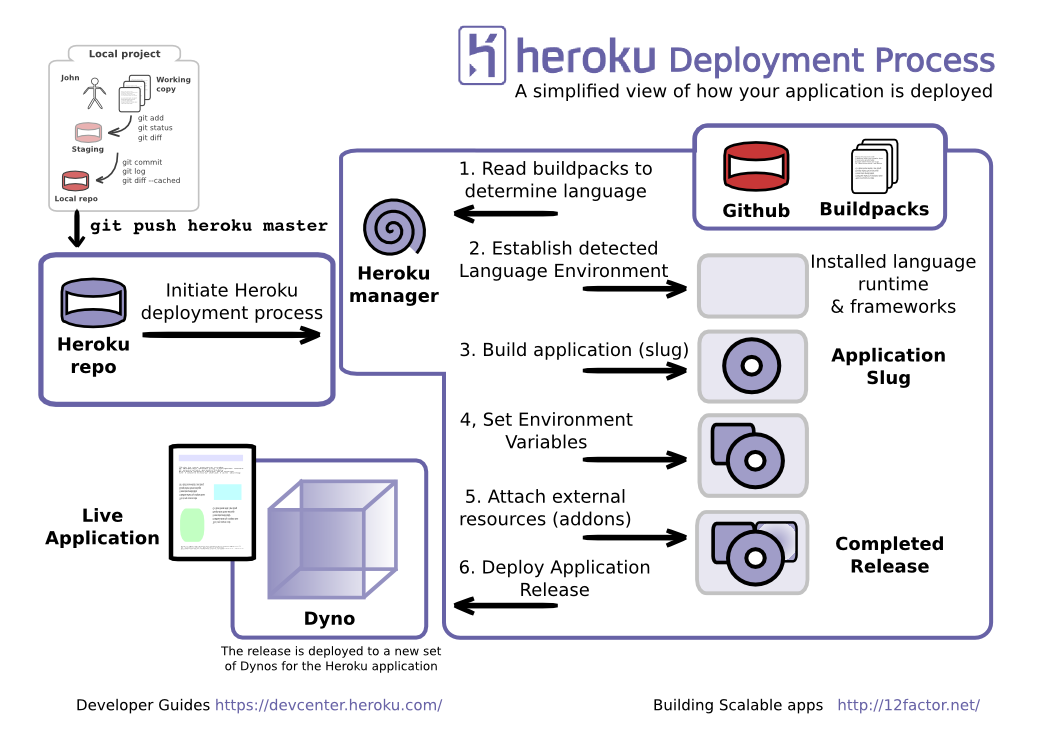 heroku Deployment Process
A simplified view of how your application is deployed
Local project
John
Working
copy
git add
git status
git diff
Staging
git commit
git log
git diff --cached
Local repo
git push heroku master
Heroku
repo
Initiate Heroku
deployment process
Heroku
manager
Github
Buildpacks
1. Read buildpacks to
determine language
2. Establish detected
Language Environment
Installed language
runtime
& frameworks
3. Build application (slug)
Application
Slug
4, Set Environment
Variables
5. Attach external
resources (addons)
Completed
Release
6. Deploy Application
Release
Live
Application
Dyno
The release is deployed to a new set
of Dynos for the Heroku application
Developer Guides https://devcenter.heroku.com/
Building Scalable apps http://12factor.net/